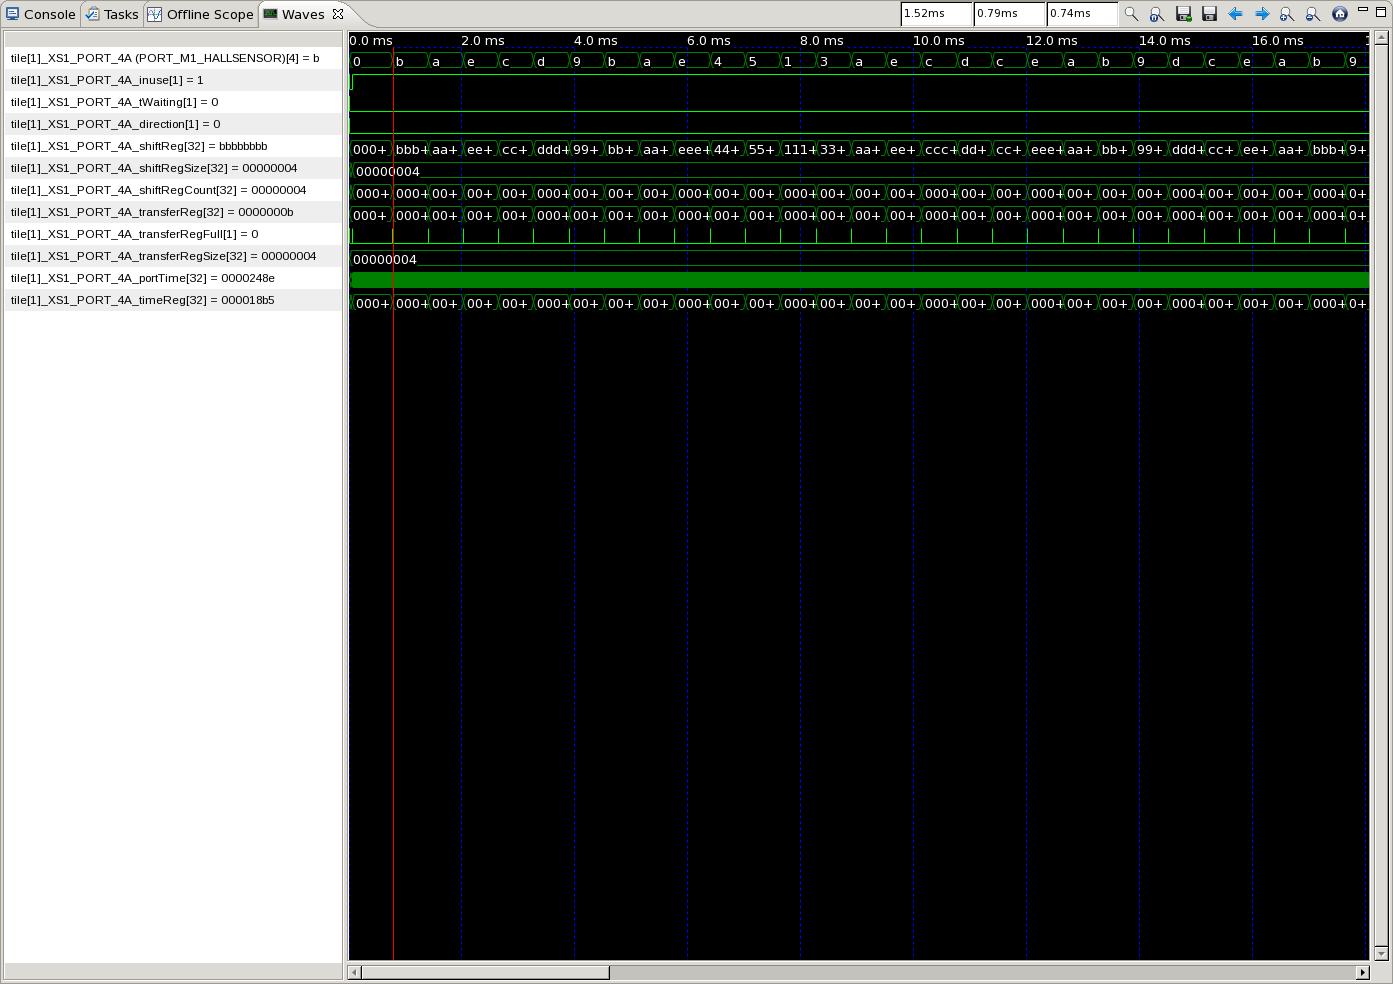 Console Tasks Offline Scope Waves 1.52ms 0.79ms 0.74ms
0.0 ms 2.0 ms 4.0 ms 6.0 ms 8.0 ms 10.0 ms 12.0 ms 14.0 ms 16.0 ms 1
tile[1]_XS1_PORT_4A (PORT_M1_HALLSENSOR)[4] = b 0 b a e c d 9 b a e 4 5 1 3 a e c d c e a b 9 d c e a b 9
tile[1]_XS1_PORT_4A_inuse[1] = 1
tile[1]_XS1_PORT_4A_tWaiting[1] = 0
tile[1]_XS1_PORT_4A_direction[1] = 0
tile[1]_XS1_PORT_4A_shiftReg[32] = bbbbbbbb 000+ bbb+ aa+ ee+ cc+ ddd+ 99+ bb+ aa+ eee+ 44+ 55+ 111+ 33+ aa+ ee+ ccc+ dd+ cc+ eee+ aa+ bb+ 99+ ddd+ cc+ ee+ aa+ bbb+ 9+
tile[1]_XS1_PORT_4A_shiftRegSize[32] = 00000004 00000004
tile[1]_XS1_PORT_4A_shiftRegCount[32] = 00000004 000+ 000+ 00+ 00+ 00+ 000+ 00+ 00+ 00+ 000+ 00+ 00+ 000+ 00+ 00+ 00+ 000+ 00+ 00+ 000+ 00+ 00+ 00+ 000+ 00+ 00+ 00+ 000+ 0+
tile[1]_XS1_PORT_4A_transferReg[32] = 0000000b 000+ 000+ 00+ 00+ 00+ 000+ 00+ 00+ 00+ 000+ 00+ 00+ 000+ 00+ 00+ 00+ 000+ 00+ 00+ 000+ 00+ 00+ 00+ 000+ 00+ 00+ 00+ 000+ 0+
tile[1]_XS1_PORT_4A_transferRegFull[1] = 0
tile[1]_XS1_PORT_4A_transferRegSize[32] = 00000004 00000004
tile[1]_XS1_PORT_4A_portTime[32] = 0000248e
tile[1]_XS1_PORT_4A_timeReg[32] = 000018b5 000+ 000+ 00+ 00+ 00+ 000+ 00+ 00+ 00+ 000+ 00+ 00+ 000+ 00+ 00+ 00+ 000+ 00+ 00+ 000+ 00+ 00+ 00+ 000+ 00+ 00+ 00+ 000+ 0+